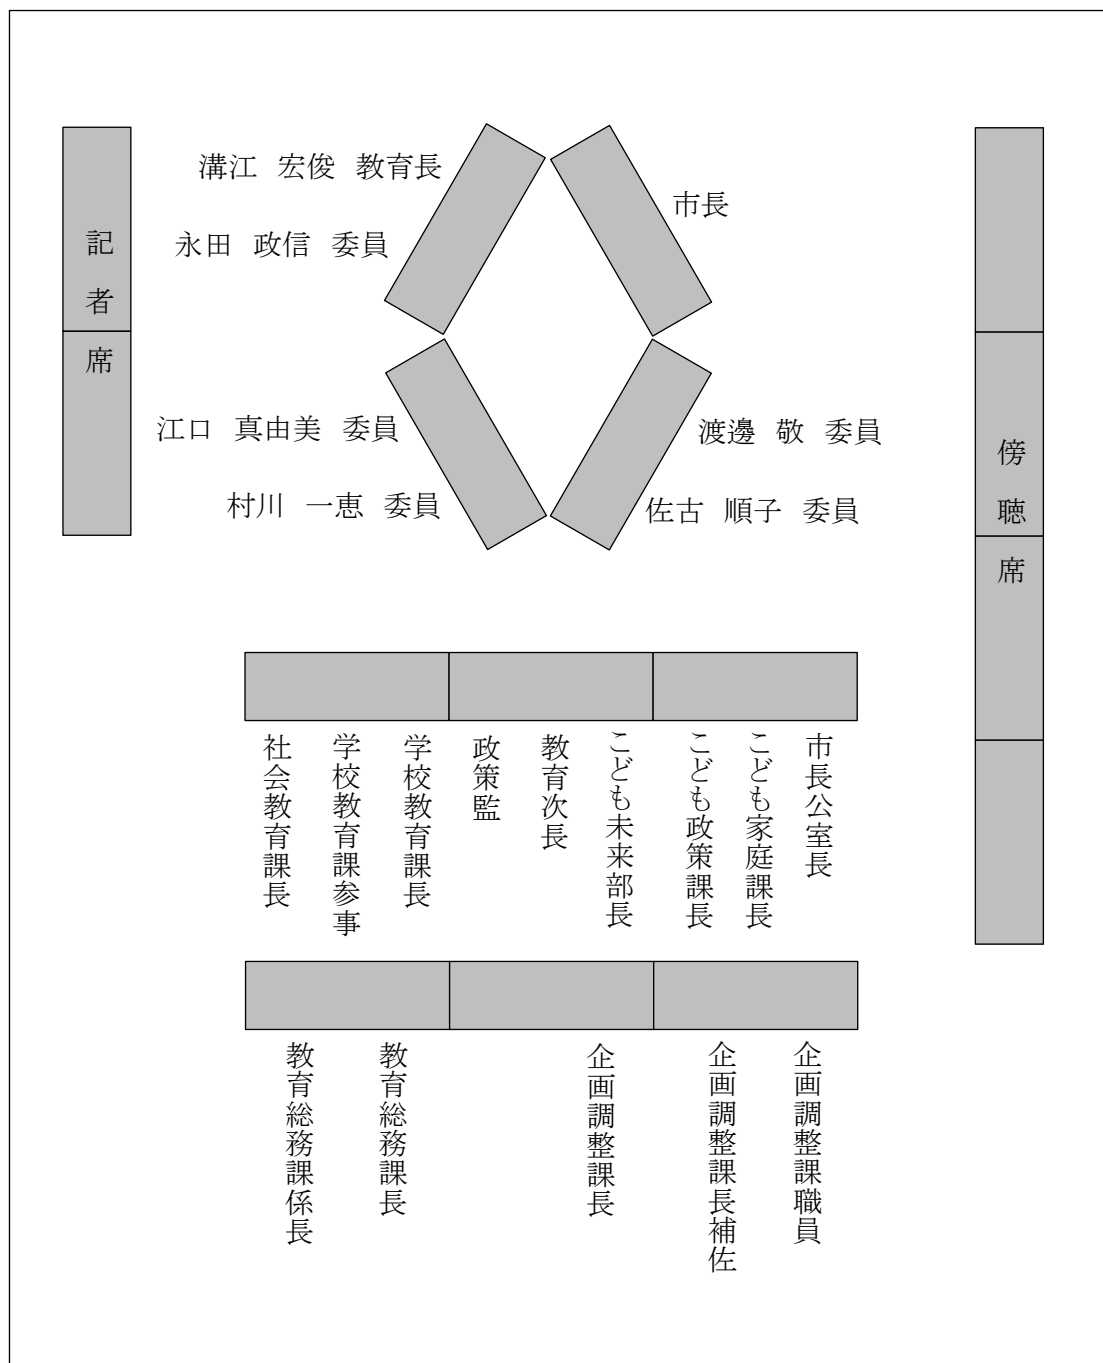 溝江 宏俊 教育長
市長
永田 政信 委員
記者席
江口 真由美 委員
渡邊 敬 委員
村川 一恵 委員
佐古 順子 委員
傍聴席
社会教育課長
学校教育課参事
学校教育課長
政策監
教育次長
こども未来部長
こども政策課長
こども家庭課長
市長公室長
教育総務課係長
教育総務課長
企画調整課長
企画調整課長補佐
企画調整課職員